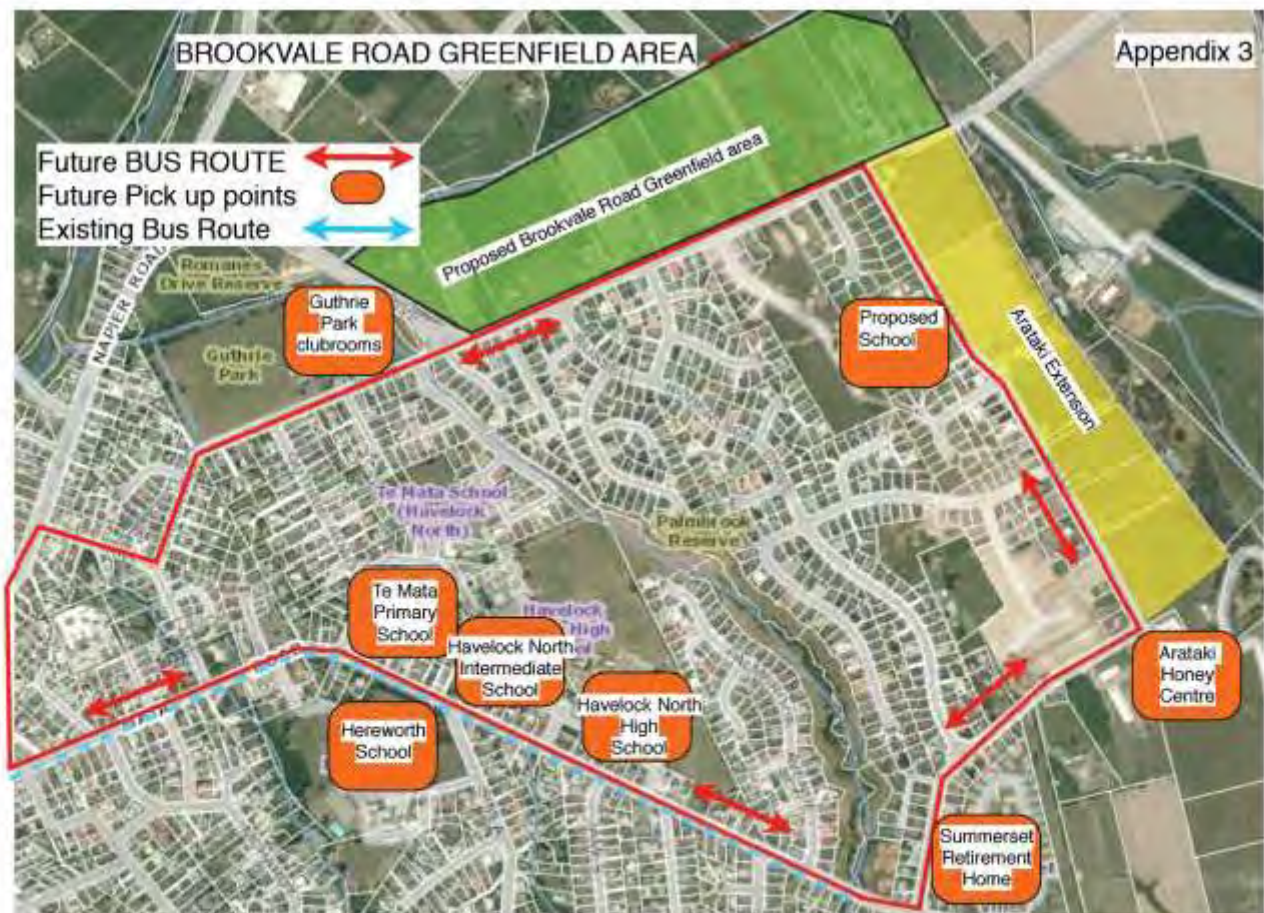 BROOKVALE ROAD GREENFIELD AREA
Appendix 3
Future BUS ROUTE
Future Pick up points
Existing Bus Route
Proposed Brookvale Road Greenfield area
Romanes
Drive Reserve
NAPIER ROAD
Guthrie
Park
clubrooms
Guthrie
Park
Proposed
School
Arataki Extension
Te Mata School
(Havelock
North)
Palmbrook
Reserve
Te Mata
Primary
School
Havelock
High
Havelock North
Intermediate
School
Havelock North
High
School
Hereworth
School
Arataki
Honey
Centre
Summerset
Retirement
Home